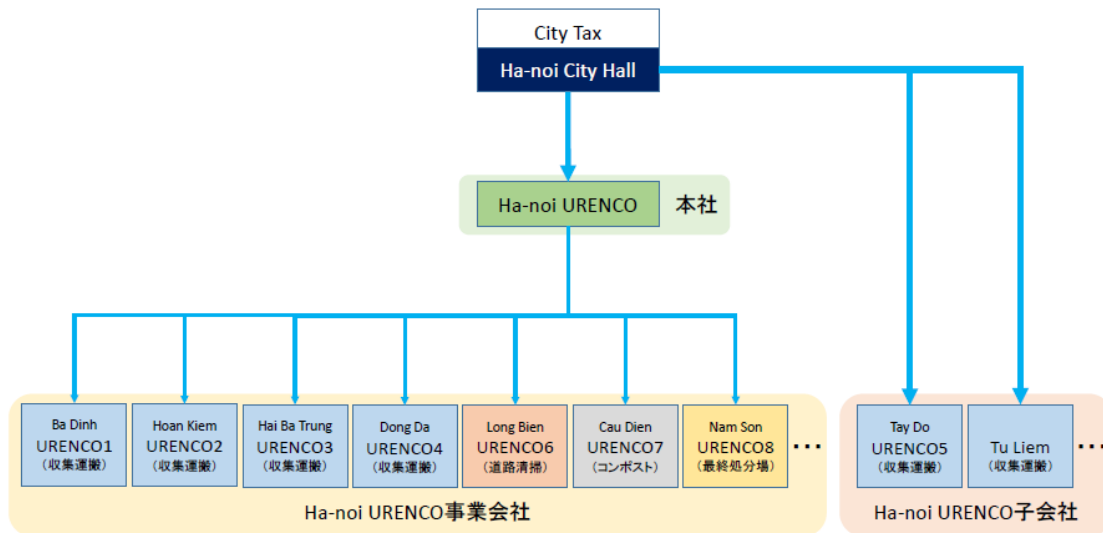 City Tax
Ha-noi City Hall
Ha-noi URENCO
本社
Ba Dinh
URENCO1
(収集運搬)
Hoan Kiem
URENCO2
(収集運搬)
Hai Ba Trung
URENCO3
(収集運搬)
Dong Da
URENCO4
(収集運搬)
Long Bien
URENCO6
(道路清掃)
Cau Dien
URENCO7
(コンポスト)
Nam Son
URENCO8
(最終処分場)
･･･
Ha-noi URENCO事業会社
Tay Do
URENCO5
(収集運搬)
Tu Liem
(収集運搬)
･･･
Ha-noi URENCO子会社